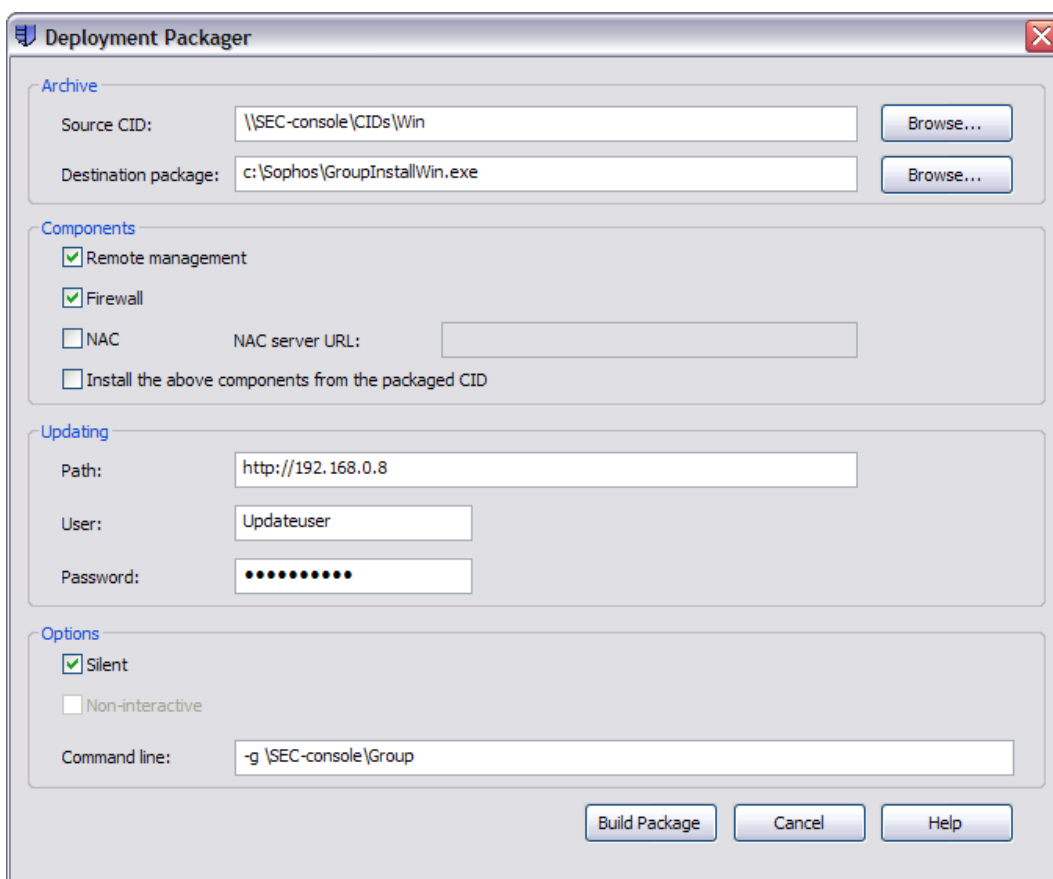 Deployment Packager
Archive
Source CID: \\SEC-console\CIDs\Win Browse...
Destination package: c:\Sophos\GroupInstallWin.exe Browse...
Components
Remote management
Firewall
NAC NAC server URL:
Install the above components from the packaged CID
Updating
Path: http://192.168.0.8
User: Updateuser
Password: ●●●●●●●●●●
Options
Silent
Non-interactive
Command line: -g \SEC-console\Group
Build Package Cancel Help